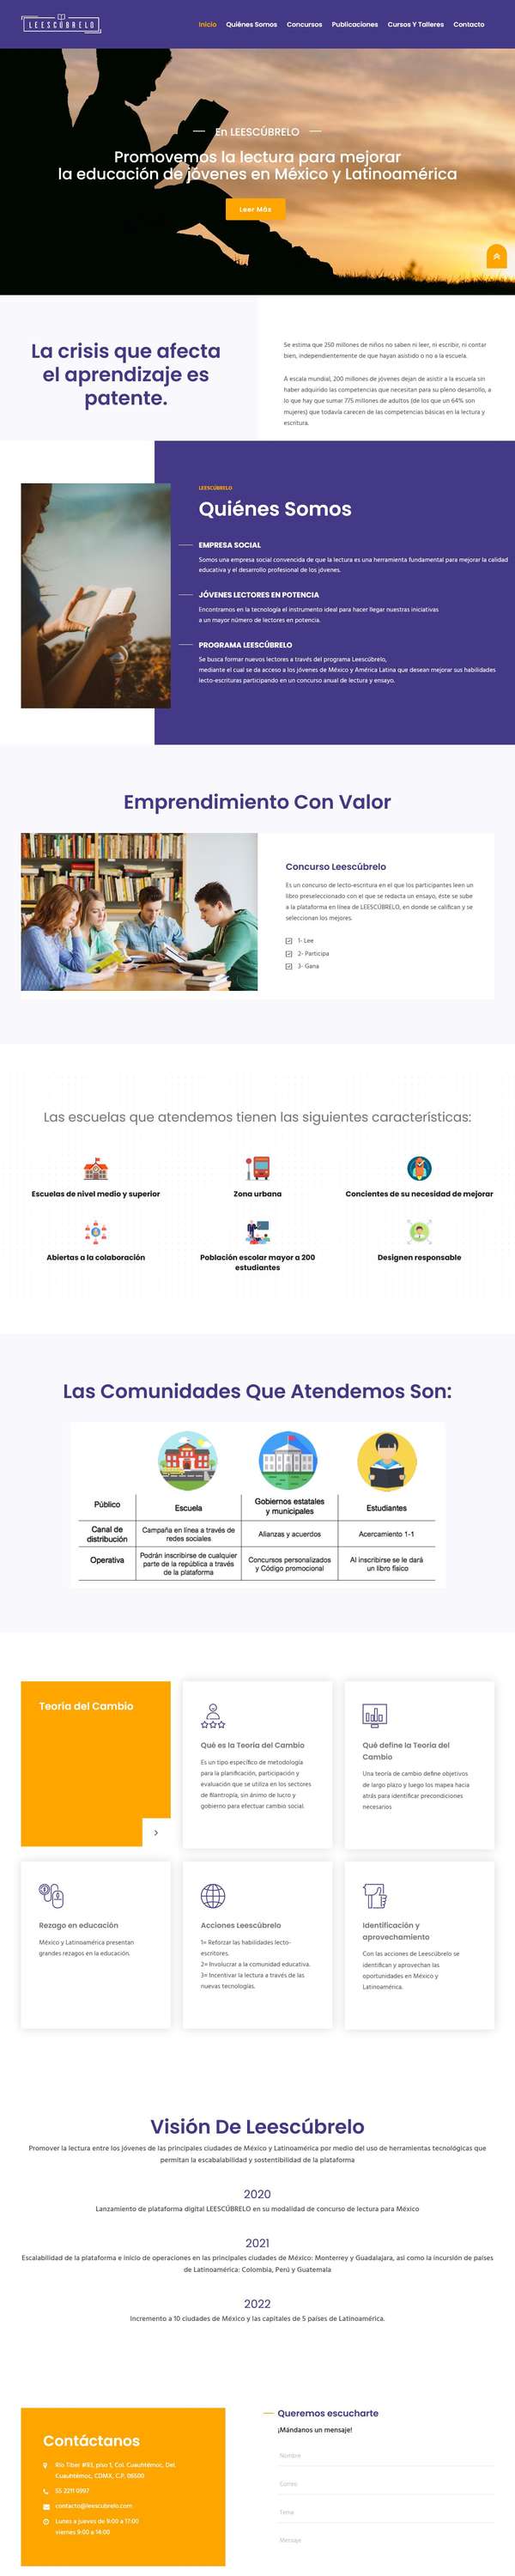 LEESCÚBRELO
Inicio Quiénes Somos Concursos Publicaciones Cursos Y Talleres Contacto
En LEESCÚBRELO
Promovemos la lectura para mejorar
la educación de jóvenes en México y Latinoamérica
Leer Más
La crisis que afecta
el aprendizaje es
patente.
Se estima que 250 millones de niños no saben ni leer, ni escribir, ni contar
bien, independientemente de que hayan asistido o no a la escuela.
A escala mundial, 200 millones de jóvenes dejan de asistir a la escuela sin
haber adquirido las competencias que necesitan para su pleno desarrollo, a
lo que hay que sumar 775 millones de adultos (de los que un 64% son
mujeres) que todavía carecen de las competencias básicas en la lectura y
escritura.
LEESCÚBRELO
Quiénes Somos
EMPRESA SOCIAL
Somos una empresa social convencida de que la lectura es una herramienta fundamental para mejorar la calidad
educativa y el desarrollo profesional de los jóvenes.
JÓVENES LECTORES EN POTENCIA
Encontramos en la tecnología el instrumento ideal para hacer llegar nuestras iniciativas
a un mayor número de lectores en potencia.
PROGRAMA LEESCÚBRELO
Se busca formar nuevos lectores a través del programa Leescúbrelo,
mediante el cual se da acceso a los jóvenes de México y América Latina que desean mejorar sus habilidades
lecto-escrituras participando en un concurso anual de lectura y ensayo.
Emprendimiento Con Valor
Concurso Leescúbrelo
Es un concurso de lecto-escritura en el que los participantes leen un
libro preseleccionado con el que se redacta un ensayo, éste se sube
a la plataforma en línea de LEESCÚBRELO, en donde se califican y se
seleccionan los mejores.
1- Lee
2- Participa
3- Gana
Las escuelas que atendemos tienen las siguientes características:
Escuelas de nivel medio y superior
Zona urbana
Concientes de su necesidad de mejorar
Abiertas a la colaboración
Población escolar mayor a 200
estudiantes
Designen responsable
Las Comunidades Que Atendemos Son:
Público
Escuela
Gobiernos estatales
y municipales
Estudiantes
Canal de
distribución
Campaña en línea a través de
redes sociales
Alianzas y acuerdos
Acercamiento 1-1
Operativa
Podrán inscribirse de cualquier
parte de la república a través
de la plataforma
Concursos personalizados
y Código promocional
Al inscribirse se le dará
un libro físico
Teoría del Cambio
Qué es la Teoría del Cambio
Es un tipo específico de metodología
para la planificación, participación y
evaluación que se utiliza en los sectores
de filantropía, sin ánimo de lucro y
gobierno para efectuar cambio social.
Qué define la Teoría del
Cambio
Una teoría de cambio define objetivos
de largo plazo y luego los mapea hacia
atrás para identificar precondiciones
necesarios
Rezago en educación
México y Latinoamérica presentan
grandes rezagos en la educación.
Acciones Leescúbrelo
1= Reforzar las habilidades lecto-
escritores.
2= Involucrar a la comunidad educativa.
3= Incentivar la lectura a través de las
nuevas tecnologías.
Identificación y
aprovechamiento
Con las acciones de Leescúbrelo se
identifican y aprovechan las
oportunidades en México y
Latinoamérica.
Visión De Leescúbrelo
Promover la lectura entre los jóvenes de las principales ciudades de México y Latinoamérica por medio del uso de herramientas tecnológicas que
permitan la escabalabilidad y sostentibilidad de la plataforma
2020
Lanzamiento de plataforma digital LEESCÚBRELO en su modalidad de concurso de lectura para México
2021
Escalabilidad de la plataforma e inicio de operaciones en las principales ciudades de México: Monterrey y Guadalajara, así como la incursión de países
de Latinoamérica: Colombia, Perú y Guatemala
2022
Incremento a 10 ciudades de México y las capitales de 5 países de Latinoamérica.
Contáctanos
Río Tíber #93, piso 1, Col. Cuauhtémoc, Del.
Cuauhtémoc, CDMX. C.P. 06500
55 2211 0997
contacto@leescubrelo.com
Lunes a jueves de 9:00 a 17:00
viernes 9:00 a 14:00
Queremos escucharte
¡Mándanos un mensaje!
Nombre
Correo
Tema
Mensaje